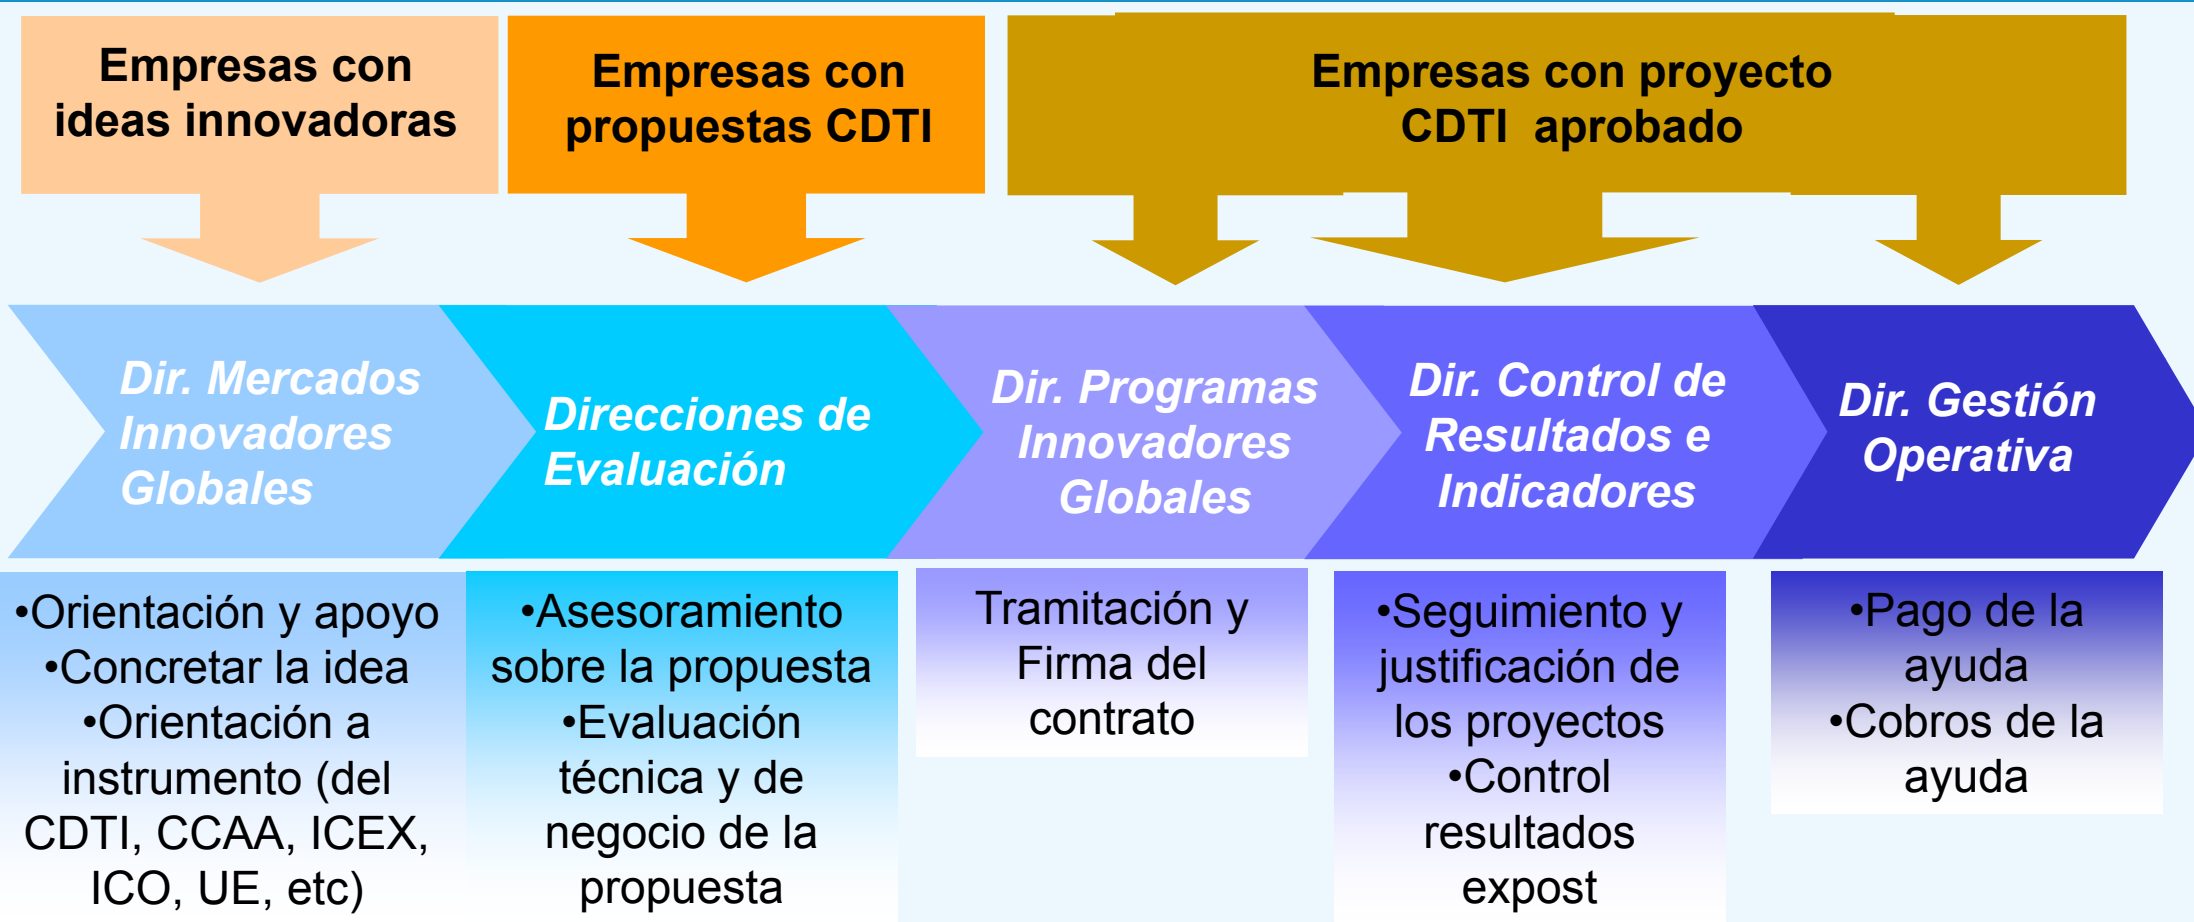 Empresas con
ideas innovadoras
Empresas con
propuestas CDTI
Empresas con proyecto
CDTI aprobado
Dir. Mercados
Innovadores
Globales
Direcciones de
Evaluación
Dir. Programas
Innovadores
Globales
Dir. Control de
Resultados e
Indicadores
Dir. Gestión
Operativa
•Orientación y apoyo
•Concretar la idea
•Orientación a
instrumento (del
CDTI, CCAA, ICEX,
ICO, UE, etc)
•Asesoramiento
sobre la propuesta
•Evaluación
técnica y de
negocio de la
propuesta
Tramitación y
Firma del
contrato
•Seguimiento y
justificación de
los proyectos
•Control
resultados
expost
•Pago de la
ayuda
•Cobros de la
ayuda